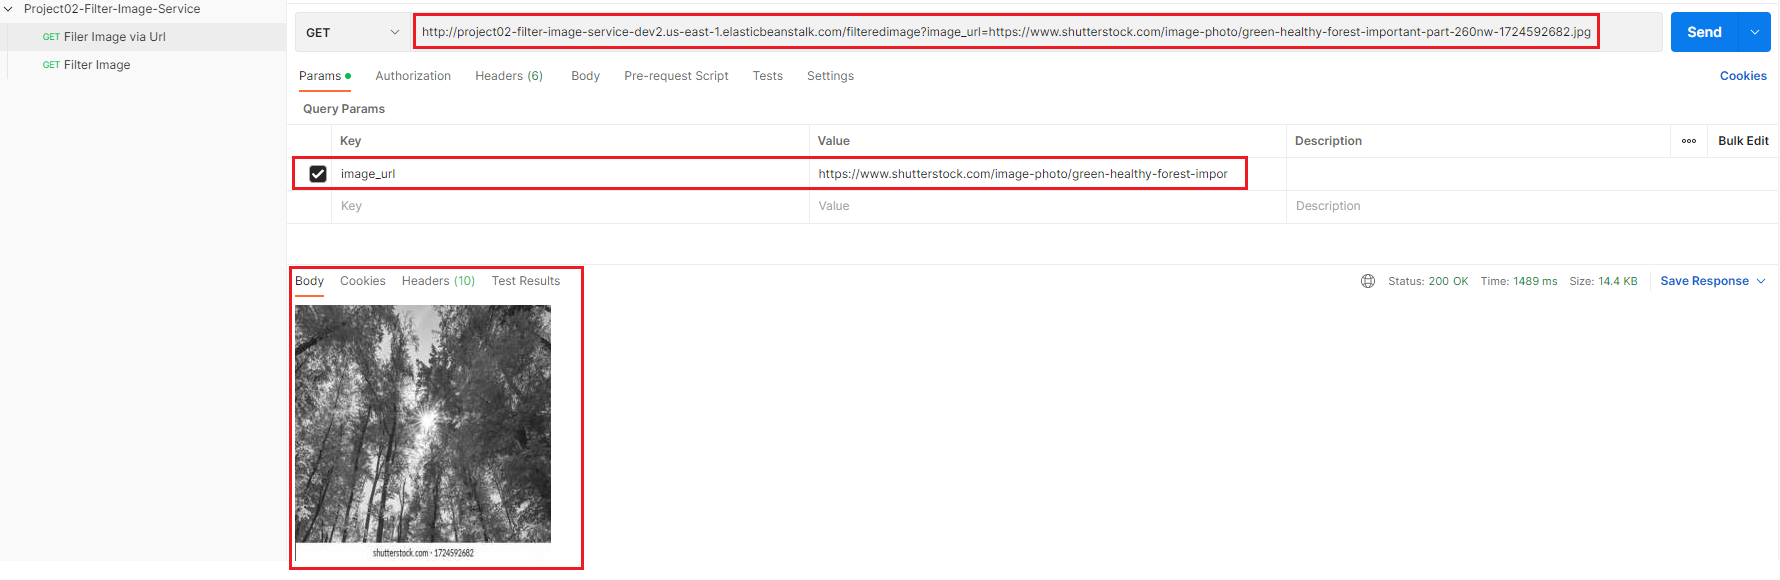 Project02-Filter-Image-Service
GET Filer Image via Url
GET Filter Image
GET http://project02-filter-image-service-dev2.us-east-1.elasticbeanstalk.com/filteredimage?image_url=https://www.shutterstock.com/image-photo/green-healthy-forest-important-part-260nw-1724592682.jpg Send
Params Authorization Headers (6) Body Pre-request Script Tests Settings Cookies
Query Params
Key Value Description ooo Bulk Edit
image_url https://www.shutterstock.com/image-photo/green-healthy-forest-impor
Key Value Description
Body Cookies Headers (10) Test Results Status: 200 OK Time: 1489 ms Size: 14.4 KB Save Response
shutterstock.com · 1724592682